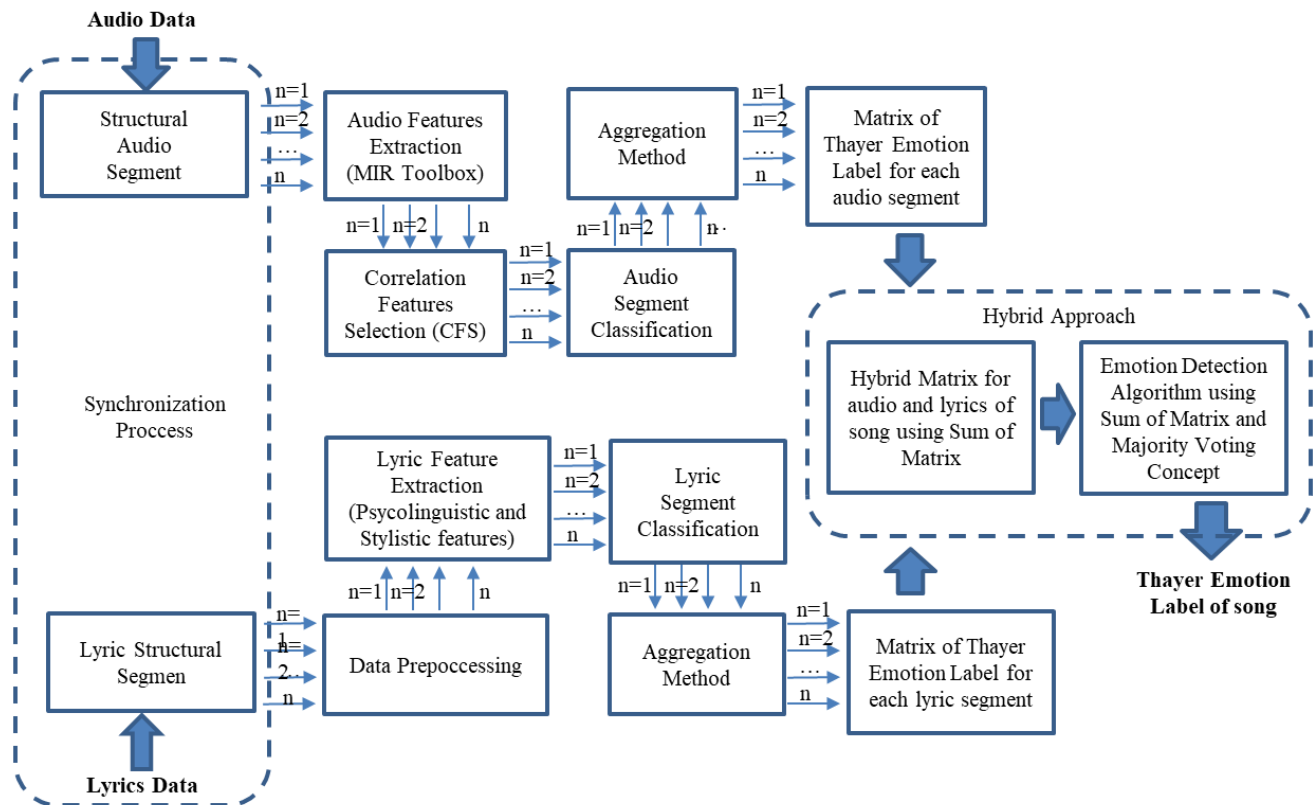 Audio Data
Structural
Audio
Segment
n=1
n=2
…
n
Audio Features
Extraction
(MIR Toolbox)
n=1 n=2 n
Correlation
Features
Selection (CFS)
n=1
n=2
…
n
Audio
Segment
Classification
n=1 n=2 n..
Aggregation
Method
n=1
n=2
…
n
Matrix of
Thayer Emotion
Label for each
audio segment
Synchronization
Proccess
Hybrid Approach
Hybrid Matrix for
audio and lyrics of
song using Sum of
Matrix
Emotion Detection
Algorithm using
Sum of Matrix and
Majority Voting
Concept
Thayer Emotion
Label of song
Lyric Feature
Extraction
(Psycolinguistic and
Stylistic features)
n=1
n=2
…
n
Lyric
Segment
Classification
n=1 n=2 n
n=1 n=2 n
Lyric Structural
Segmen
n=
1
n=
2..
n
Data Prepoccessing
Aggregation
Method
n=1
n=2
…
n
Matrix of Thayer
Emotion Label for
each lyric segment
Lyrics Data